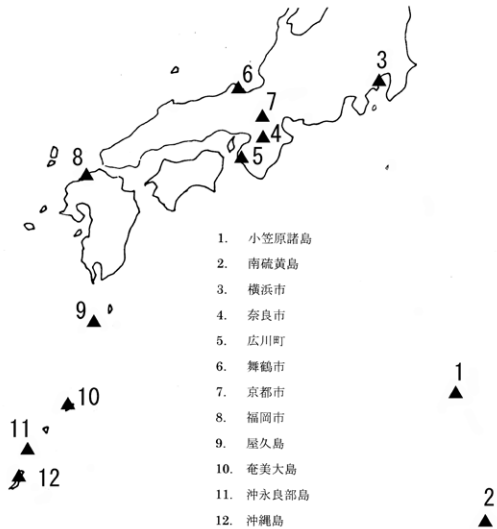 6
3
7
4
8
5
1. 小笠原諸島
2. 南硫黄島
3. 横浜市
4. 奈良市
5. 広川町
6. 舞鶴市
7. 京都市
8. 福岡市
9. 屋久島
10. 奄美大島
11. 沖永良部島
12. 沖縄島
9
1
10
11
12
2